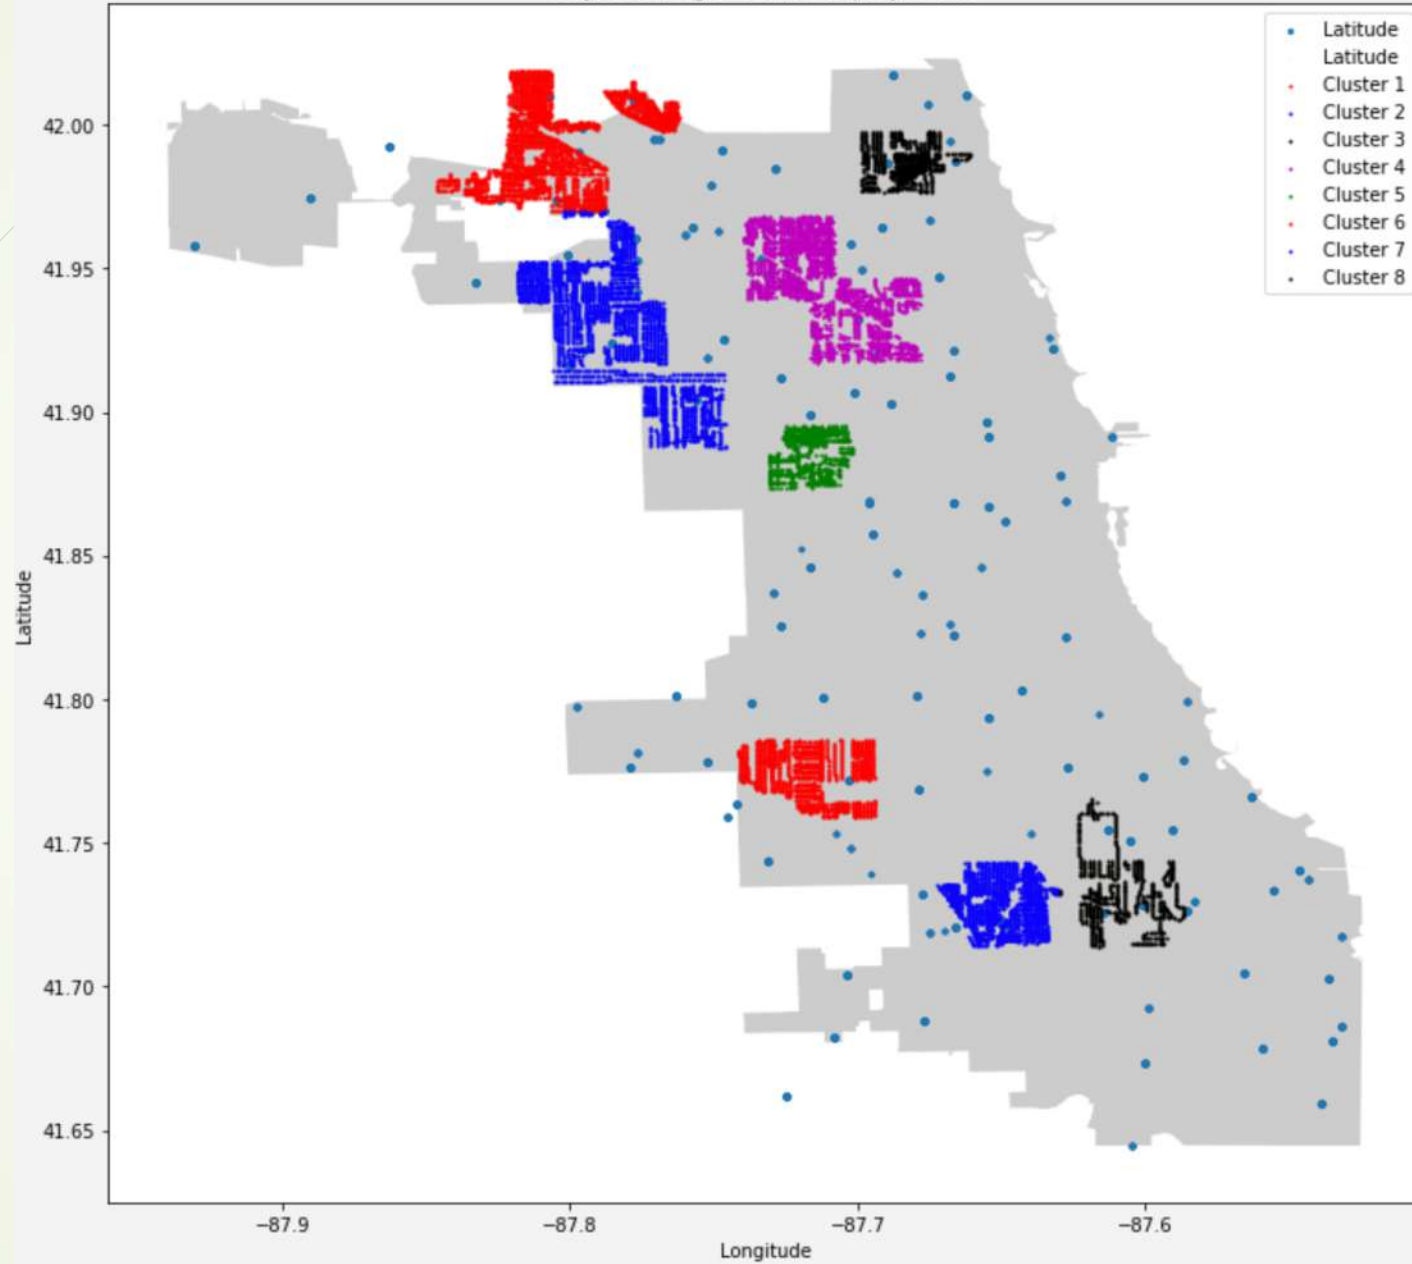 Latitude
Latitude
Cluster 1
Cluster 2
Cluster 3
Cluster 4
Cluster 5
Cluster 6
Cluster 7
Cluster 8
42.00
41.95
41.90
41.85
41.80
41.75
41.70
41.65
Latitude
−87.9
−87.8
−87.7
−87.6
Longitude